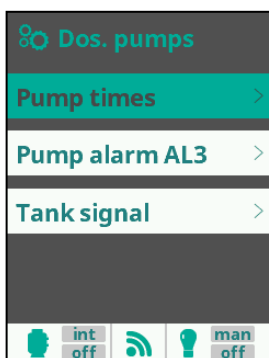 Dos. pumps
Pump times
Pump alarm AL3
Tank signal
int man
off off